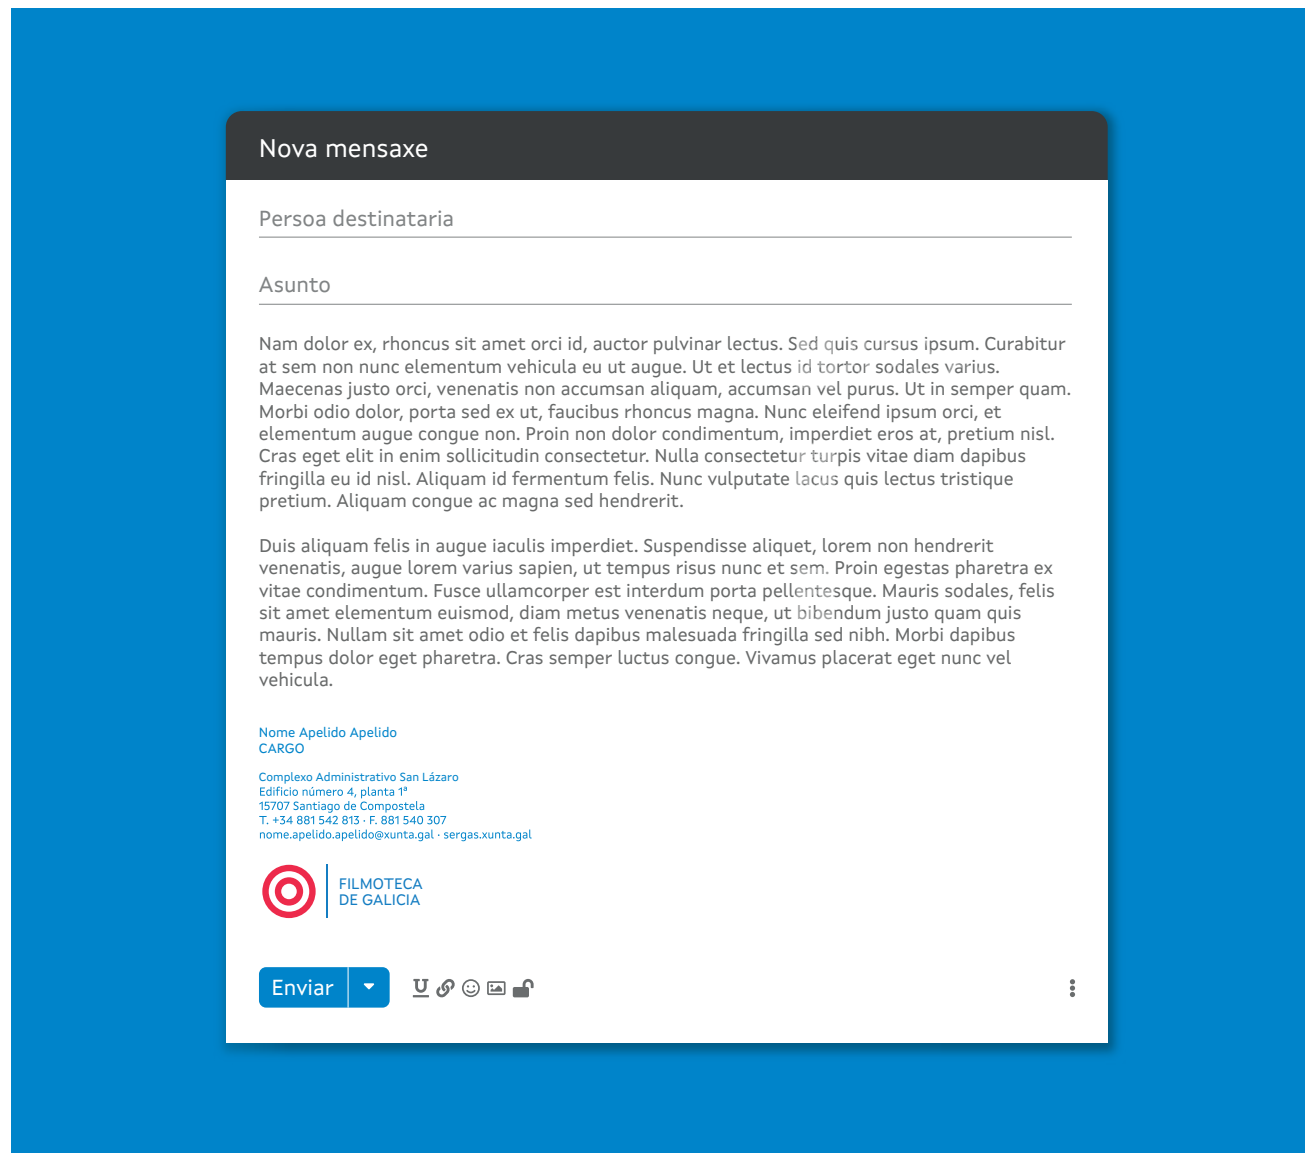 Nova mensaxe
Persoa destinataria
Asunto
Nam dolor ex, rhoncus sit amet orci id, auctor pulvinar lectus. Sed quis cursus ipsum. Curabitur
at sem non nunc elementum vehicula eu ut augue. Ut et lectus id tortor sodales varius.
Maecenas justo orci, venenatis non accumsan aliquam, accumsan vel purus. Ut in semper quam.
Morbi odio dolor, porta sed ex ut, faucibus rhoncus magna. Nunc eleifend ipsum orci, et
elementum augue congue non. Proin non dolor condimentum, imperdiet eros at, pretium nisl.
Cras eget elit in enim sollicitudin consectetur. Nulla consectetur turpis vitae diam dapibus
fringilla eu id nisl. Aliquam id fermentum felis. Nunc vulputate lacus quis lectus tristique
pretium. Aliquam congue ac magna sed hendrerit.
Duis aliquam felis in augue iaculis imperdiet. Suspendisse aliquet, lorem non hendrerit
venenatis, augue lorem varius sapien, ut tempus risus nunc et sem. Proin egestas pharetra ex
vitae condimentum. Fusce ullamcorper est interdum porta pellentesque. Mauris sodales, felis
sit amet elementum euismod, diam metus venenatis neque, ut bibendum justo quam quis
mauris. Nullam sit amet odio et felis dapibus malesuada fringilla sed nibh. Morbi dapibus
tempus dolor eget pharetra. Cras semper luctus congue. Vivamus placerat eget nunc vel
vehicula.
Nome Apelido Apelido
CARGO
Complexo Administrativo San Lázaro
Edificio número 4, planta 1ª
15707 Santiago de Compostela
T. +34 881 542 813 · F. 881 540 307
nome.apelido.apelido@xunta.gal · sergas.xunta.gal
FILMOTECA
DE GALICIA
Enviar